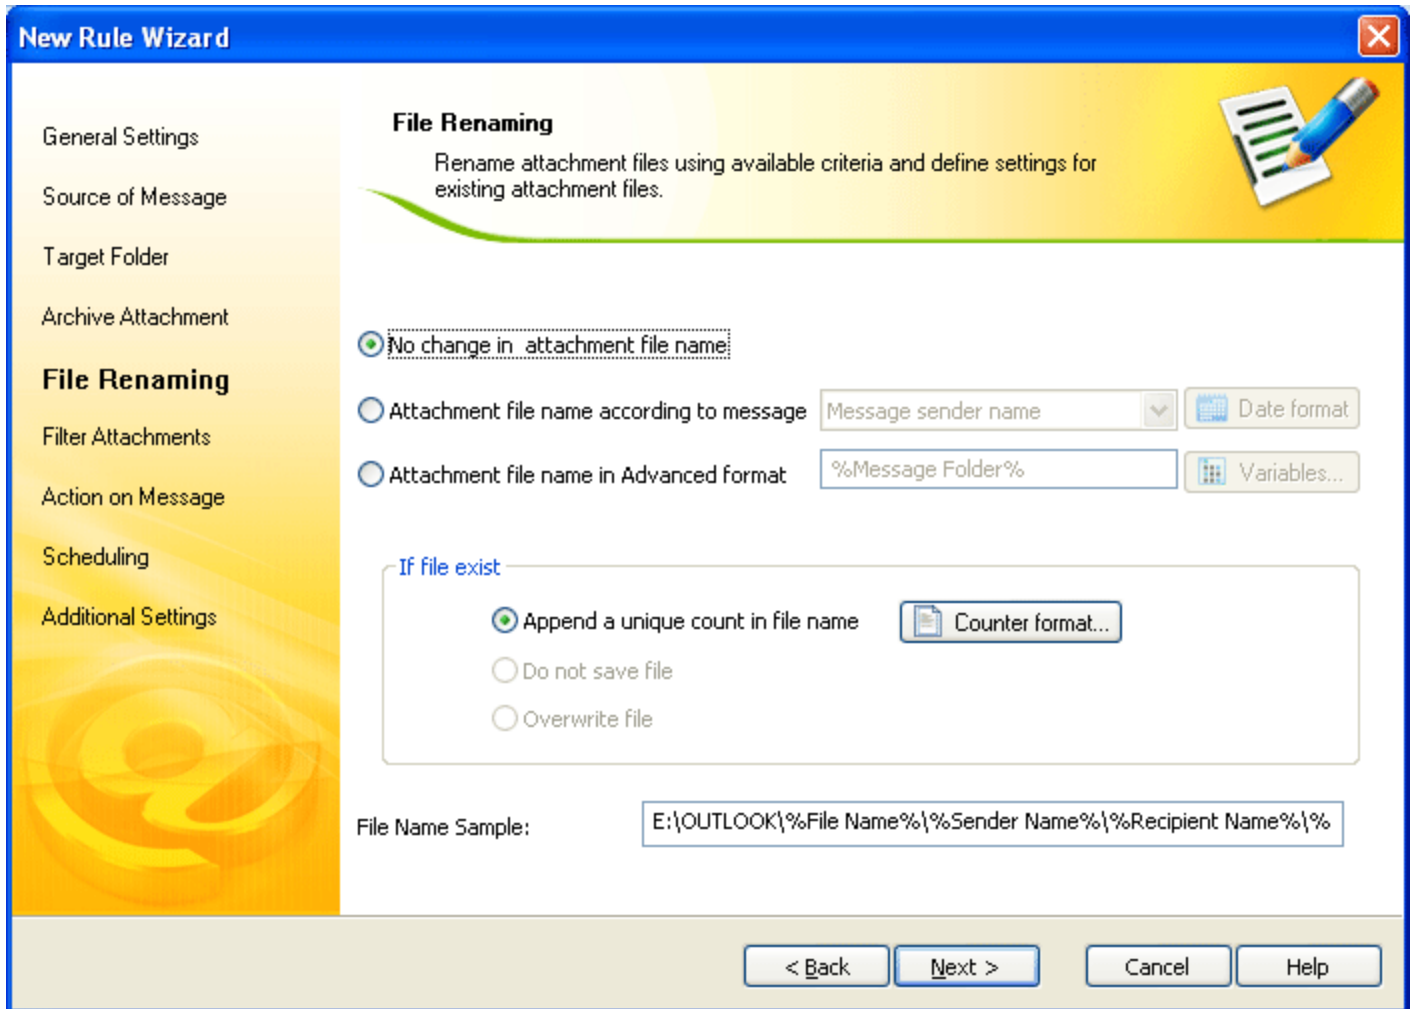 New Rule Wizard
General Settings
Source of Message
Target Folder
Archive Attachment
File Renaming
Filter Attachments
Action on Message
Scheduling
Additional Settings
File Renaming
Rename attachment files using available criteria and define settings for
existing attachment files.
No change in  attachment file name
Attachment file name according to message Message sender name Date format
Attachment file name in Advanced format %Message Folder% Variables...
If file exist
Append a unique count in file name Counter format...
Do not save file
Overwrite file
File Name Sample: E:\OUTLOOK\%File Name%\%Sender Name%\%Recipient Name%\%
< Back Next > Cancel Help